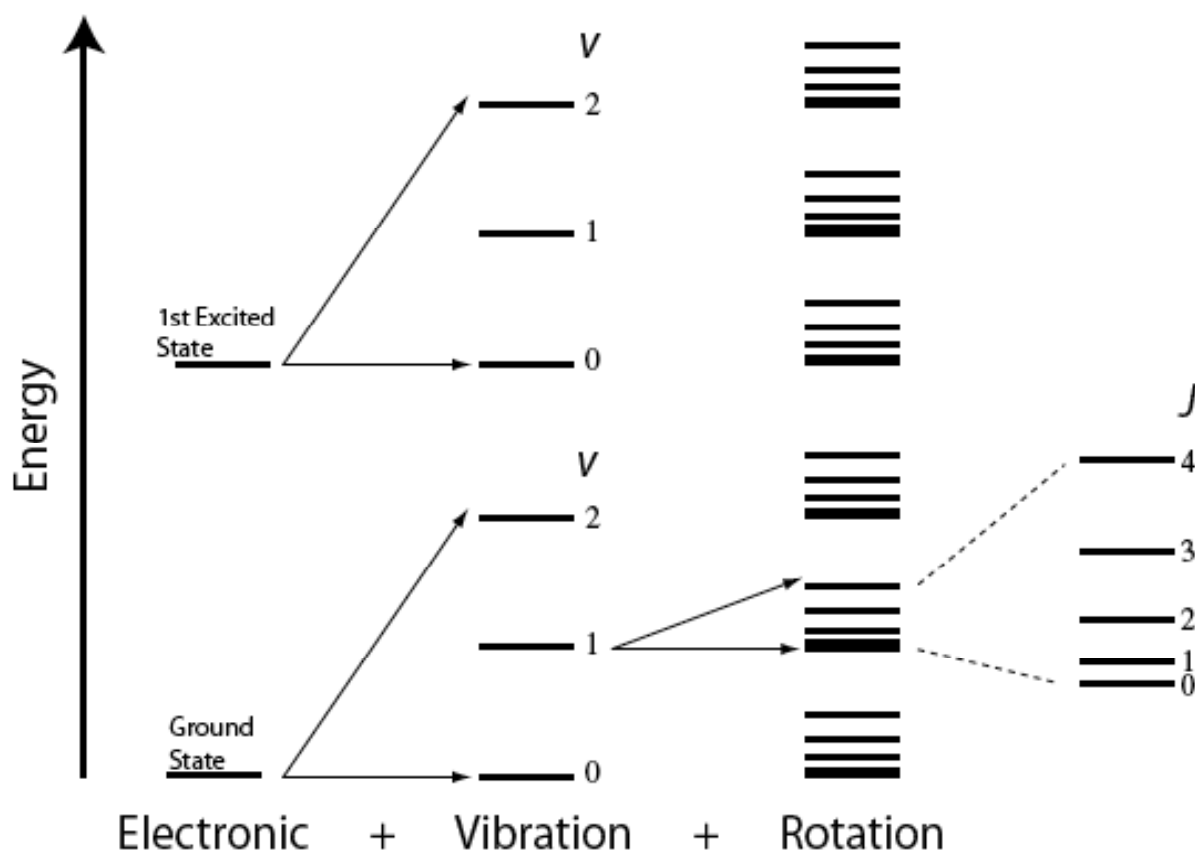 v
2
1
0
1st Excited
State
Energy
v
2
1
0
Ground
State
J
4
3
2
1
0
Electronic + Vibration + Rotation